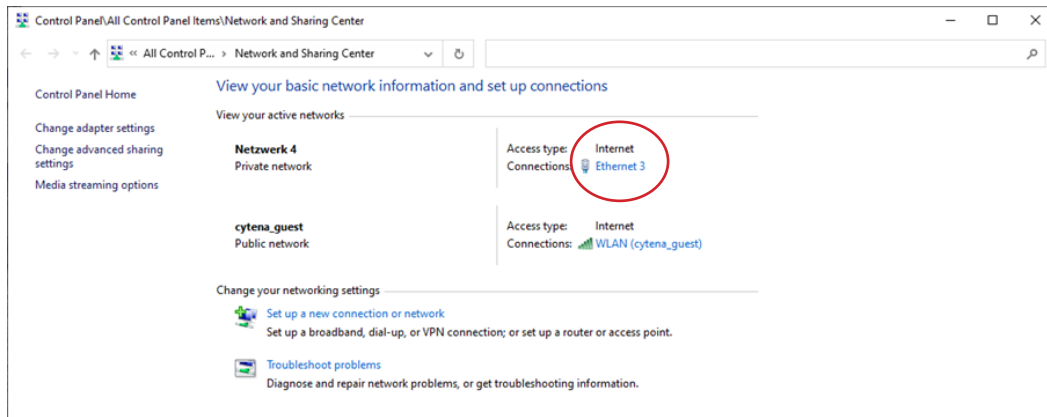 Control Panel\All Control Panel Items\Network and Sharing Center
« All Control P... › Network and Sharing Center
Control Panel Home
Change adapter settings
Change advanced sharing
settings
Media streaming options
View your basic network information and set up connections
View your active networks
Netzwerk 4
Private network
Access type: Internet
Connections: Ethernet 3
cytena_guest
Public network
Access type: Internet
Connections: WLAN (cytena_guest)
Change your networking settings
Set up a new connection or network
Set up a broadband, dial-up, or VPN connection; or set up a router or access point.
Troubleshoot problems
Diagnose and repair network problems, or get troubleshooting information.